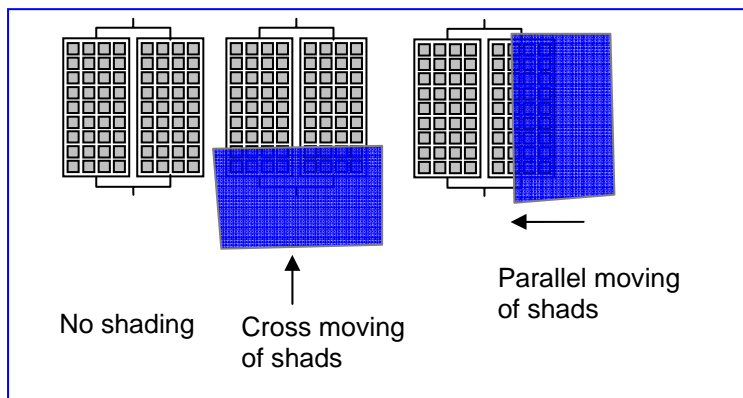 No shading
Cross moving
of shads
Parallel moving
of shads